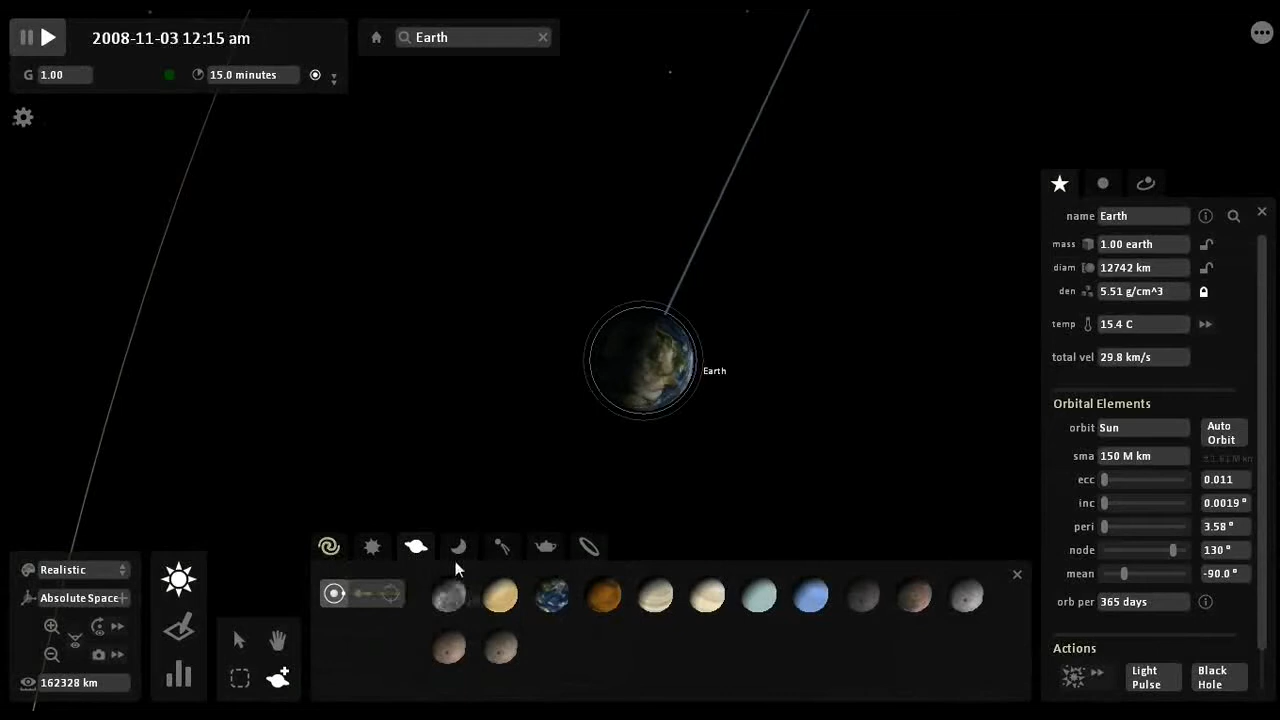 2008-11-03 12:15 am
Earth
G 1.00
15.0 minutes
name Earth
mass 1.00 earth
diam 12742 km
den 5.51 g/cm^3
temp 15.4 C
total vel 29.8 km/s
Earth
Orbital Elements
orbit Sun
Auto
Orbit
sma 150 M km
ecc 0.011
inc 0.0019°
peri 3.58°
node 130°
mean -90.0°
orb per 365 days
Actions
Light
Pulse
Black
Hole
Realistic
Absolute Space
162328 km